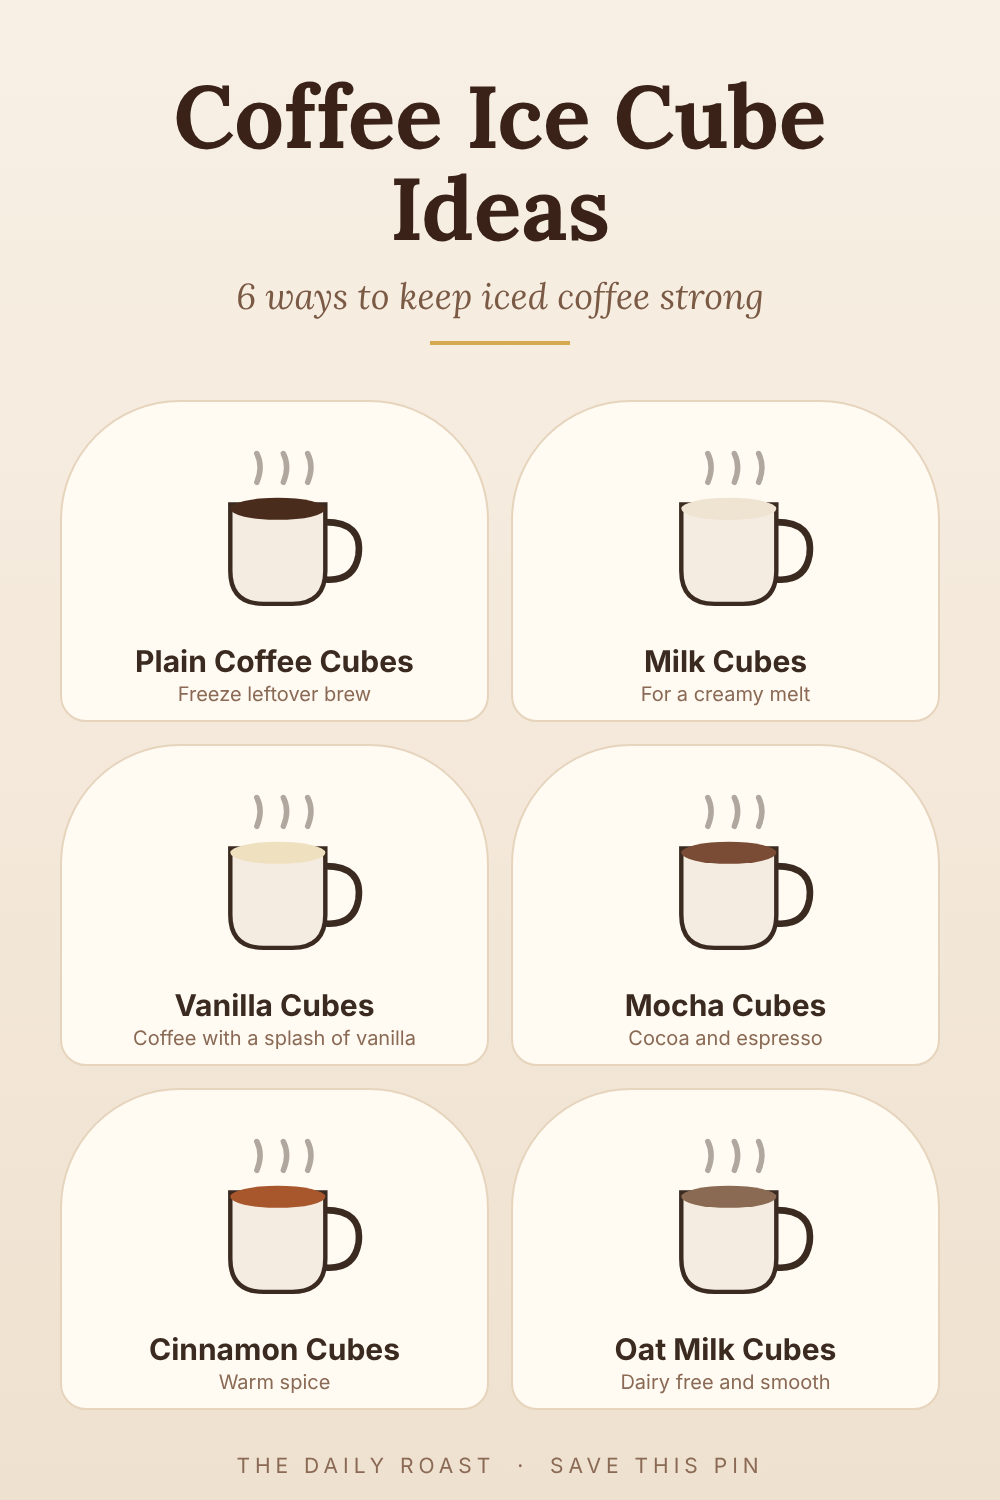 Coffee Ice Cube
Ideas
6 ways to keep iced coffee strong
Plain Coffee Cubes
Freeze leftover brew
Milk Cubes
For a creamy melt
Vanilla Cubes
Coffee with a splash of vanilla
Mocha Cubes
Cocoa and espresso
Cinnamon Cubes
Warm spice
Oat Milk Cubes
Dairy free and smooth
THE DAILY ROAST · SAVE THIS PIN